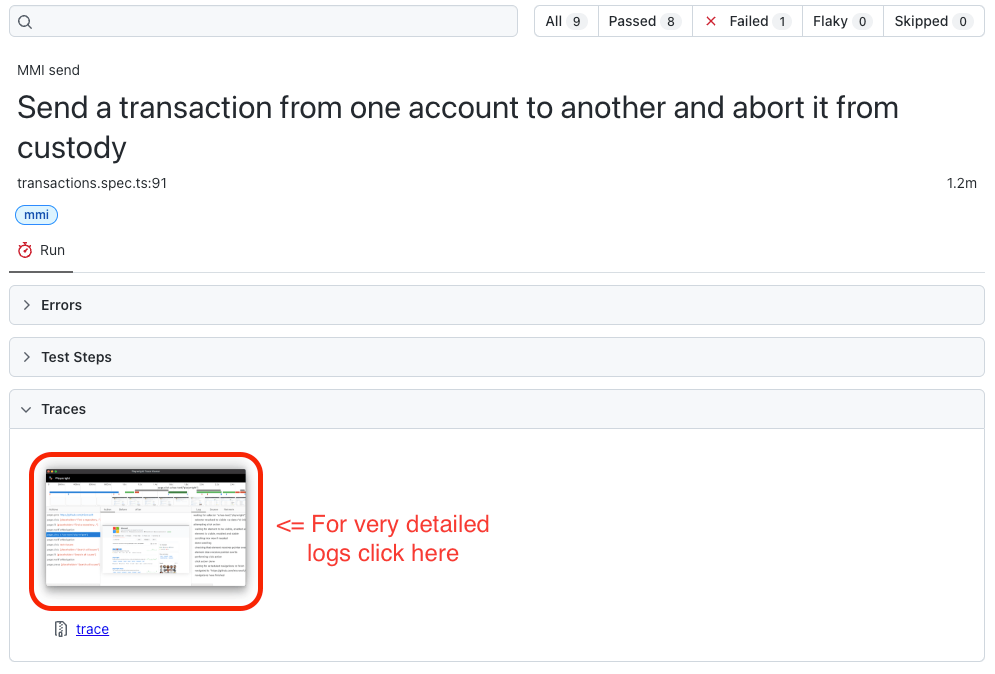 All 9 Passed 8 Failed 1 Flaky 0 Skipped 0
MMI send
Send a transaction from one account to another and abort it from
custody
transactions.spec.ts:91 1.2m
mmi
Run
Errors
Test Steps
Traces
<= For very detailed
logs click here
trace